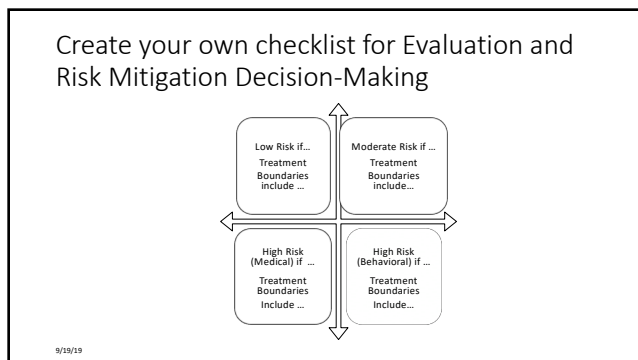 Create your own checklist for Evaluation and
Risk Mitigation Decision-Making
Low Risk if…
Treatment
Boundaries
include …
Moderate Risk if …
Treatment
Boundaries
include…
High Risk
(Medical) if …
Treatment
Boundaries
Include …
High Risk
(Behavioral) if …
Treatment
Boundaries
Include…
9/19/19